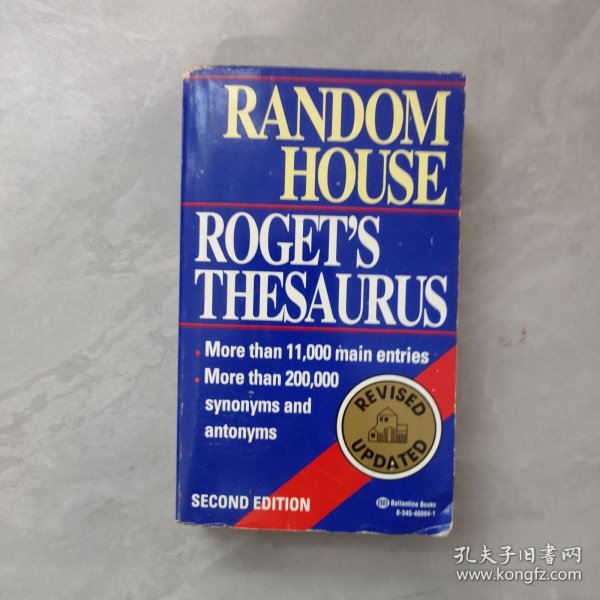 RANDOM
HOUSE
ROGET'S
THESAURUS
• More than 11,000 main entries
• More than 200,000
synonyms and
antonyms
REVISED
UPDATED
SECOND EDITION
Ballantine Books
孔夫子旧书网
www.kongfz.com